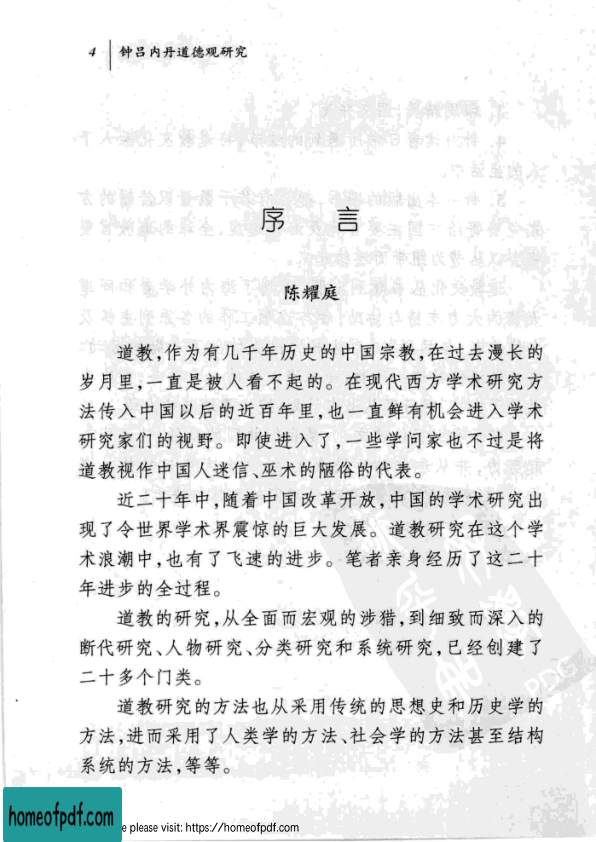 4 钟吕内丹道德观研究
序 言
陈耀庭
道教,作为有几千年历史的中国宗教,在过去漫长的
岁月里,一直是被人看不起的。在现代西方学术研究方
法传入中国以后的近百年里,也一直鲜有机会进入学术
研究家们的视野。即使进入了,一些学问家也不过是将
道教视作中国人迷信、巫术的陋俗的代表。
近二十年中,随着中国改革开放,中国的学术研究出
现了令世界学术界震惊的巨大发展。道教研究在这个学
术浪潮中,也有了飞速的进步。笔者亲身经历了这二十
年进步的全过程。
道教的研究,从全面而宏观的涉猎,到细致而深入的
断代研究、人物研究、分类研究和系统研究,已经创建了
二十多个门类。
道教研究的方法也从采用传统的思想史和历史学的
方法,进而采用了人类学的方法、社会学的方法甚至结构
系统的方法,等等。
PDG
homeofpdf.com
e please visit: https://homeofpdf.com